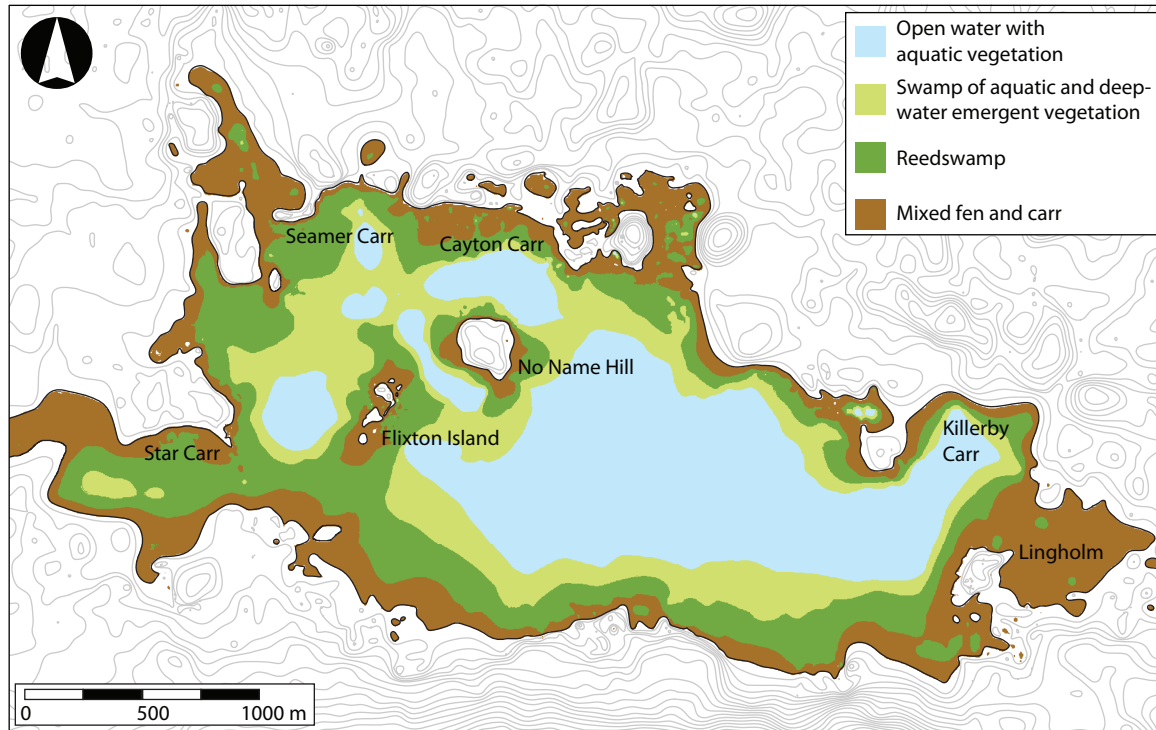 Open water with
aquatic vegetation
Swamp of aquatic and deep-
water emergent vegetation
Reedswamp
Mixed fen and carr
Seamer Carr
Cayton Carr
No Name Hill
Flixton Island
Star Carr
Killerby
Carr
Lingholm
0 500 1000 m